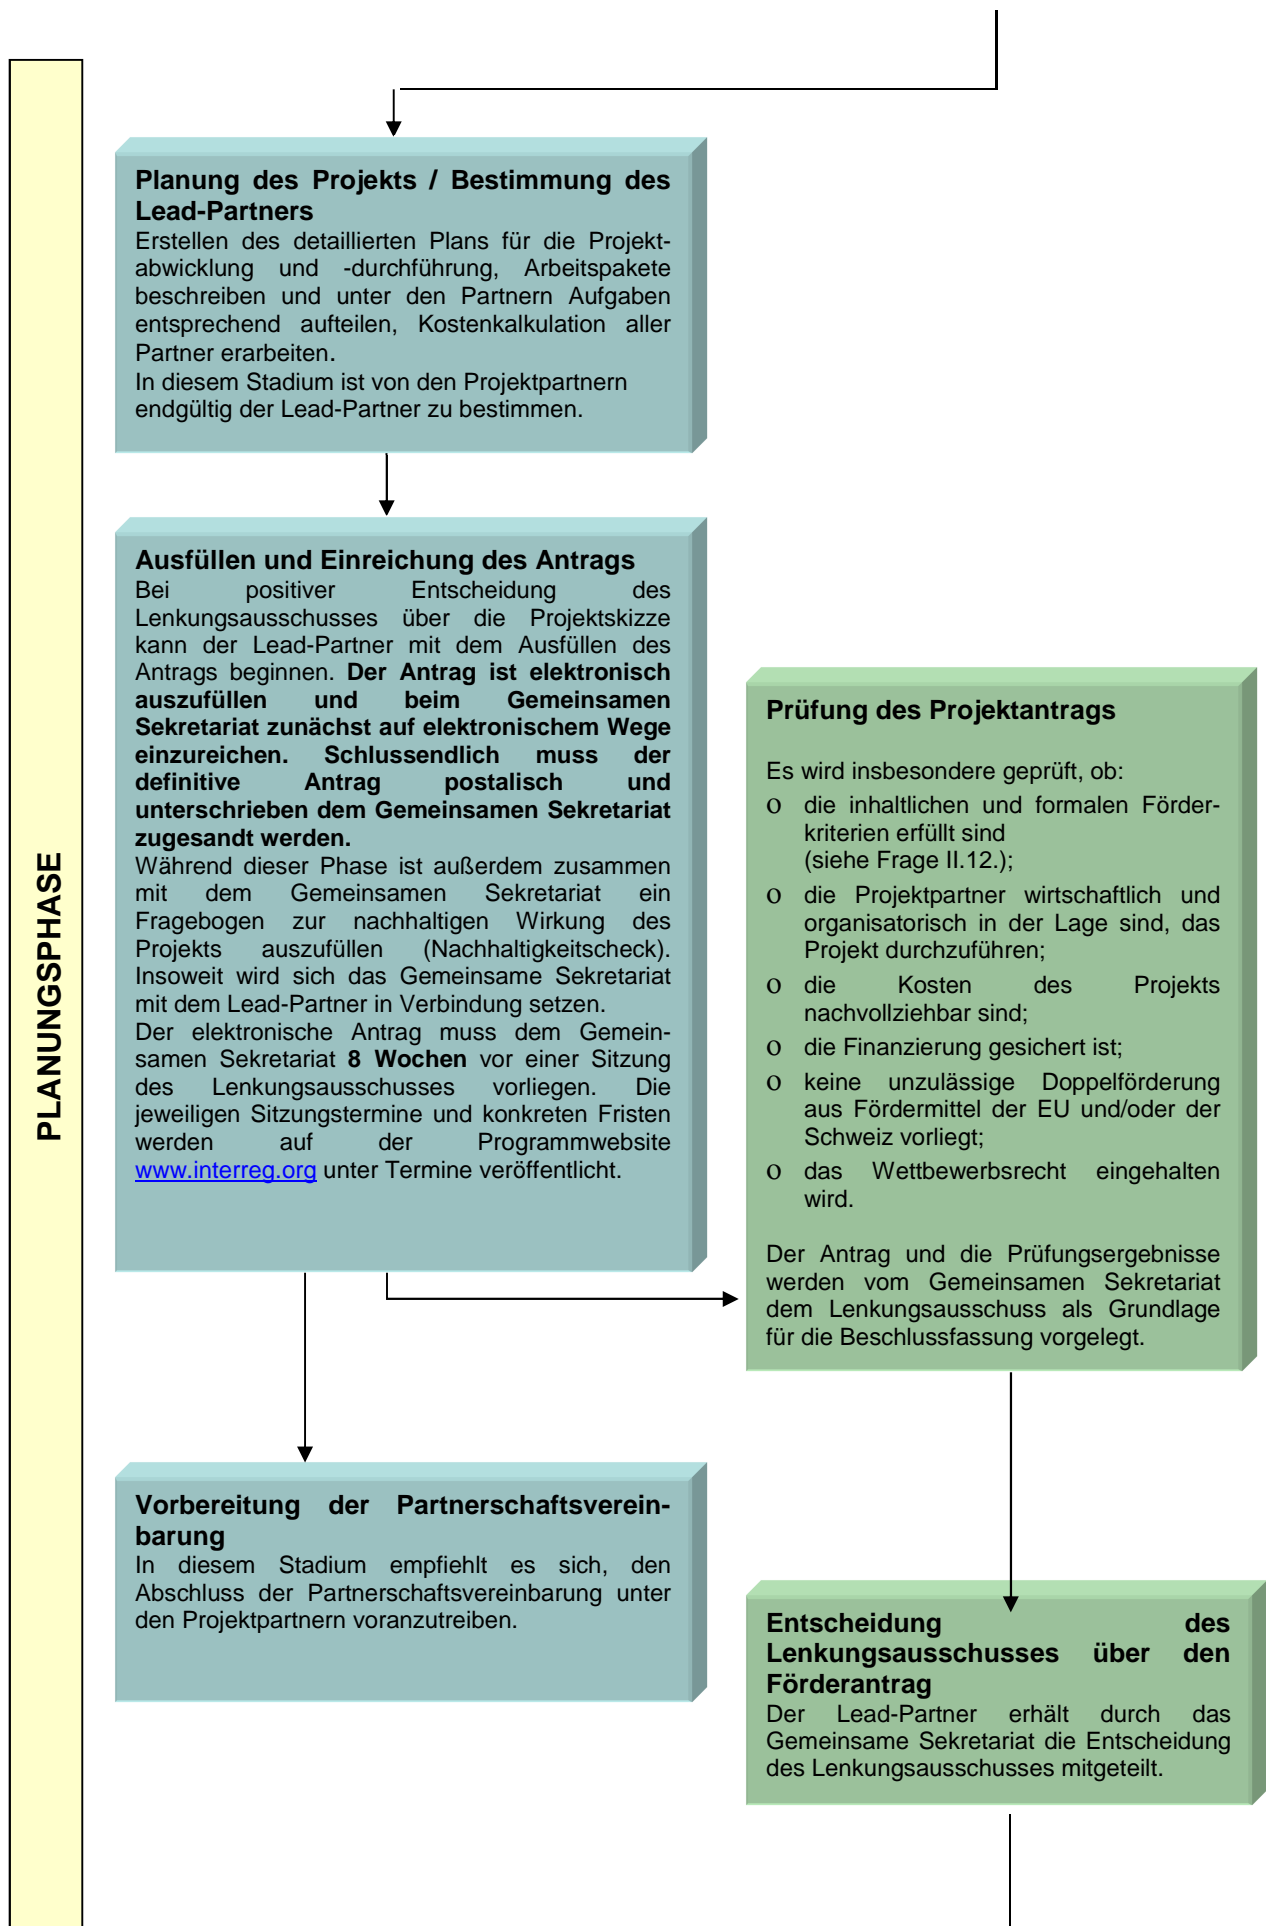 PLANUNGSPHASE
Planung des Projekts / Bestimmung des
Lead-Partners
Erstellen des detaillierten Plans für die Projekt-
abwicklung und -durchführung, Arbeitspakete
beschreiben und unter den Partnern Aufgaben
entsprechend aufteilen, Kostenkalkulation aller
Partner erarbeiten.
In diesem Stadium ist von den Projektpartnern
endgültig der Lead-Partner zu bestimmen.
Ausfüllen und Einreichung des Antrags
Bei positiver Entscheidung des
Lenkungsausschusses über die Projektskizze
kann der Lead-Partner mit dem Ausfüllen des
Antrags beginnen. Der Antrag ist elektronisch
auszufüllen und beim Gemeinsamen
Sekretariat zunächst auf elektronischem Wege
einzureichen. Schlussendlich muss der
definitive Antrag postalisch und
unterschrieben dem Gemeinsamen Sekretariat
zugesandt werden.
Während dieser Phase ist außerdem zusammen
mit dem Gemeinsamen Sekretariat ein
Fragebogen zur nachhaltigen Wirkung des
Projekts auszufüllen (Nachhaltigkeitscheck).
Insoweit wird sich das Gemeinsame Sekretariat
mit dem Lead-Partner in Verbindung setzen.
Der elektronische Antrag muss dem Gemein-
samen Sekretariat 8 Wochen vor einer Sitzung
des Lenkungsausschusses vorliegen. Die
jeweiligen Sitzungstermine und konkreten Fristen
werden auf der Programmwebsite
www.interreg.org unter Termine veröffentlicht.
Prüfung des Projektantrags
Es wird insbesondere geprüft, ob:
o die inhaltlichen und formalen Förder-
kriterien erfüllt sind
(siehe Frage II.12.);
o die Projektpartner wirtschaftlich und
organisatorisch in der Lage sind, das
Projekt durchzuführen;
o die Kosten des Projekts
nachvollziehbar sind;
o die Finanzierung gesichert ist;
o keine unzulässige Doppelförderung
aus Fördermittel der EU und/oder der
Schweiz vorliegt;
o das Wettbewerbsrecht eingehalten
wird.
Der Antrag und die Prüfungsergebnisse
werden vom Gemeinsamen Sekretariat
dem Lenkungsausschuss als Grundlage
für die Beschlussfassung vorgelegt.
Vorbereitung der Partnerschaftsverein-
barung
In diesem Stadium empfiehlt es sich, den
Abschluss der Partnerschaftsvereinbarung unter
den Projektpartnern voranzutreiben.
Entscheidung des
Lenkungsausschusses über den
Förderantrag
Der Lead-Partner erhält durch das
Gemeinsame Sekretariat die Entscheidung
des Lenkungsausschusses mitgeteilt.